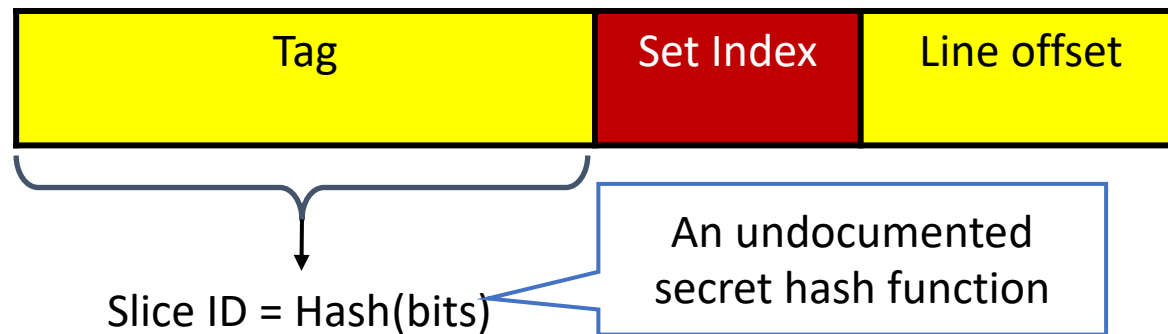 Tag
Set Index
Line offset
An undocumented
secret hash function
Slice ID = Hash(bits)